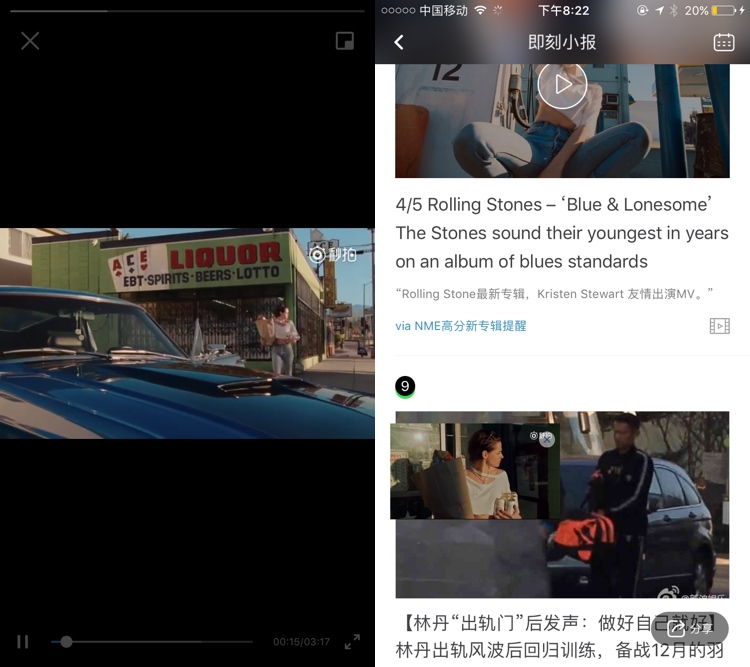 ACE
LIQUOR
EBT·SPIRITS·BEERS·LOTTO
ACE
秒拍
00:15/03:17
中国移动
下午8:22
20%
即刻小报
12
4/5 Rolling Stones – ‘Blue & Lonesome’
The Stones sound their youngest in years
on an album of blues standards
“Rolling Stone最新专辑，Kristen Stewart 友情出演MV。”
via NME高分新专辑提醒
9
秒拍
【林丹“出轨门”后发声：做好自己就好】
林丹出轨风波后回归训练，备战12月的羽
分享